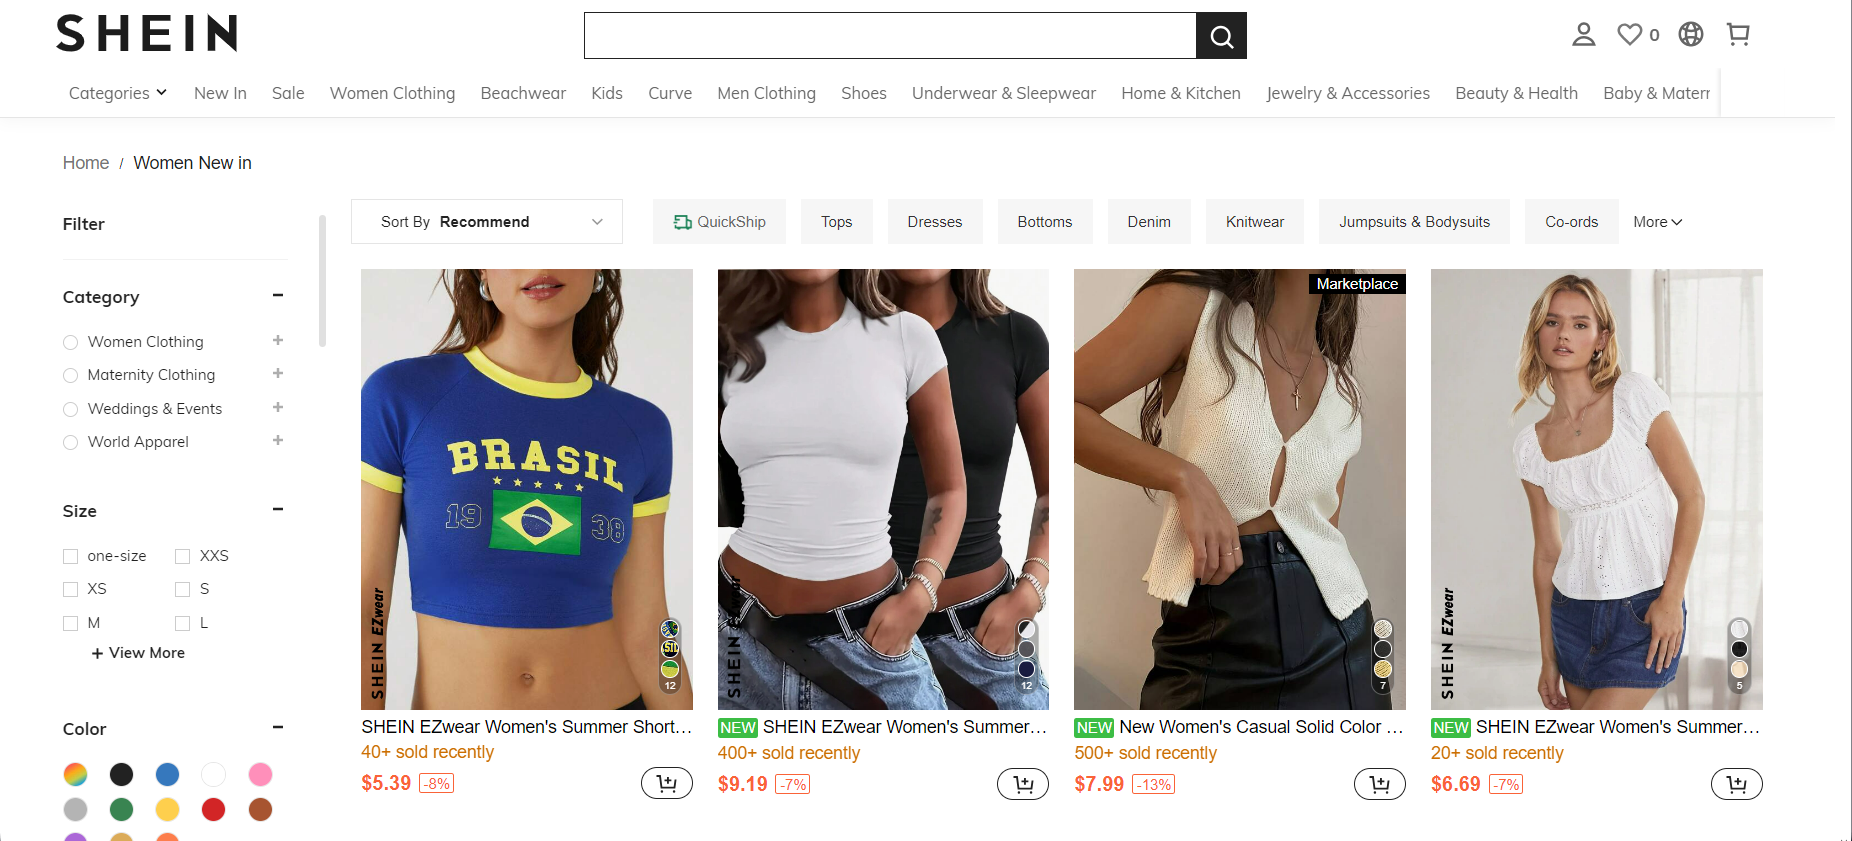 SHEIN
0
Categories New In Sale Women Clothing Beachwear Kids Curve Men Clothing Shoes Underwear & Sleepwear Home & Kitchen Jewelry & Accessories Beauty & Health Baby & Matern
Home / Women New in
Filter
Sort By Recommend
QuickShip Tops Dresses Bottoms Denim Knitwear Jumpsuits & Bodysuits Co-ords More
Category
Women Clothing
Maternity Clothing
Weddings & Events
World Apparel
Size
one-size XXS
XS S
M L
+ View More
Color
BRASIL
19 38
SHEIN EZwear
12
SHEIN EZwear Women's Summer Short...
40+ sold recently
$5.39 -8%
SHEIN EZwear
12
NEW SHEIN EZwear Women's Summer...
400+ sold recently
$9.19 -7%
Marketplace
7
NEW New Women's Casual Solid Color ...
500+ sold recently
$7.99 -13%
SHEIN EZwear
5
NEW SHEIN EZwear Women's Summer...
20+ sold recently
$6.69 -7%